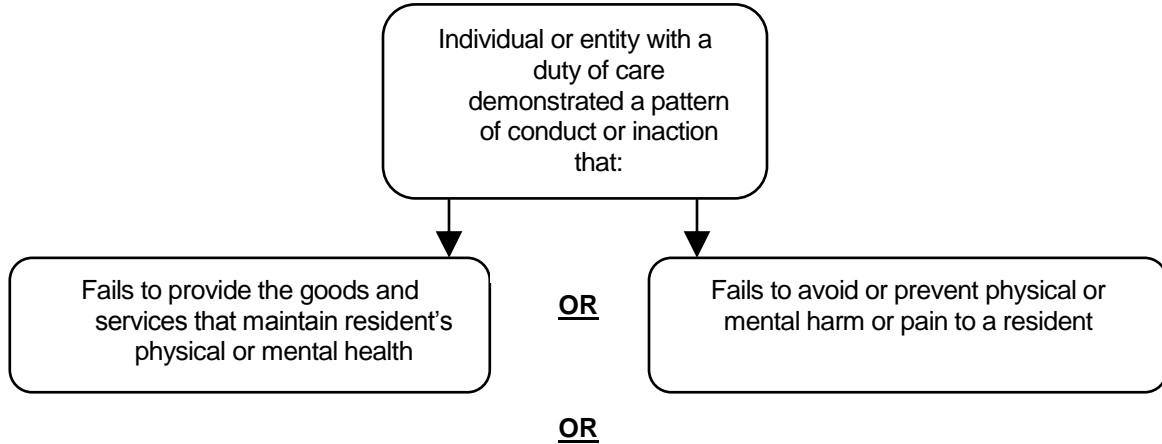 Individual or entity with a
duty of care
demonstrated a pattern
of conduct or inaction
that:
Fails to provide the goods and
services that maintain resident’s
physical or mental health
OR
Fails to avoid or prevent physical or
mental harm or pain to a resident
OR